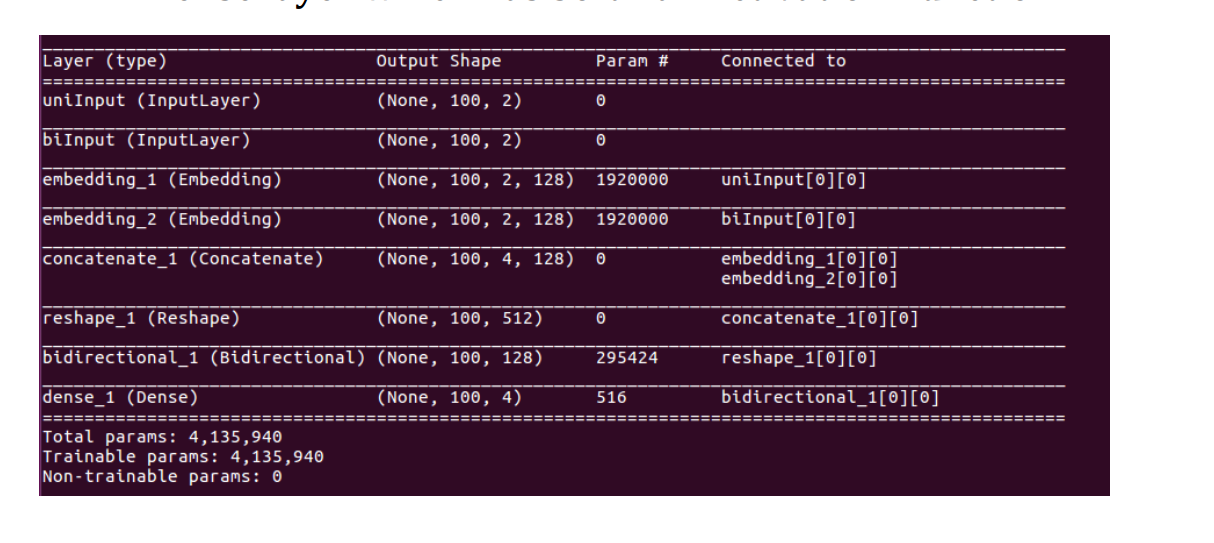 Layer (type) Output Shape Param # Connected to
uniInput (InputLayer) (None, 100, 2) 0
biInput (InputLayer) (None, 100, 2) 0
embedding_1 (Embedding) (None, 100, 2, 128) 1920000 uniInput[0][0]
embedding_2 (Embedding) (None, 100, 2, 128) 1920000 biInput[0][0]
concatenate_1 (Concatenate) (None, 100, 4, 128) 0 embedding_1[0][0]
embedding_2[0][0]
reshape_1 (Reshape) (None, 100, 512) 0 concatenate_1[0][0]
bidirectional_1 (Bidirectional) (None, 100, 128) 295424 reshape_1[0][0]
dense_1 (Dense) (None, 100, 4) 516 bidirectional_1[0][0]
Total params: 4,135,940
Trainable params: 4,135,940
Non-trainable params: 0